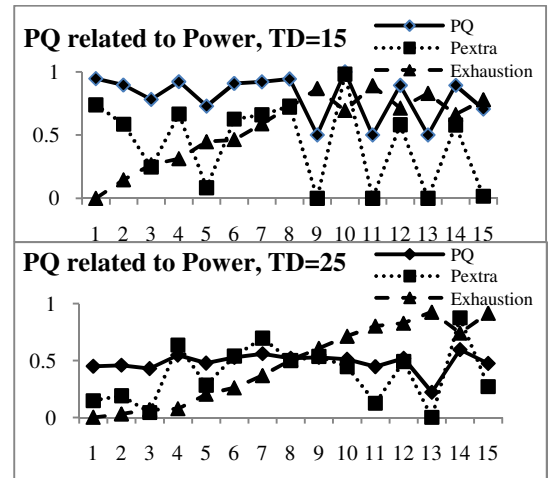 PQ related to Power, TD=15
PQ
Pextra
Exhaustion
1
0.5
0
1 2 3 4 5 6 7 8 9 10 11 12 13 14 15
PQ related to Power, TD=25
PQ
Pextra
Exhaustion
1
0.5
0
1 2 3 4 5 6 7 8 9 10 11 12 13 14 15